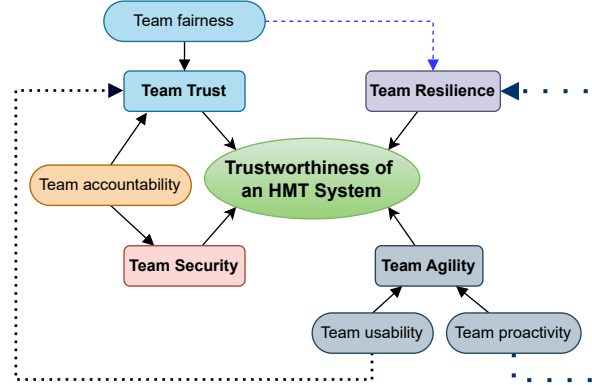 Team fairness
Team Trust
Team Resilience
Trustworthiness of
an HMT System
Team accountability
Team Security
Team Agility
Team usability
Team proactivity